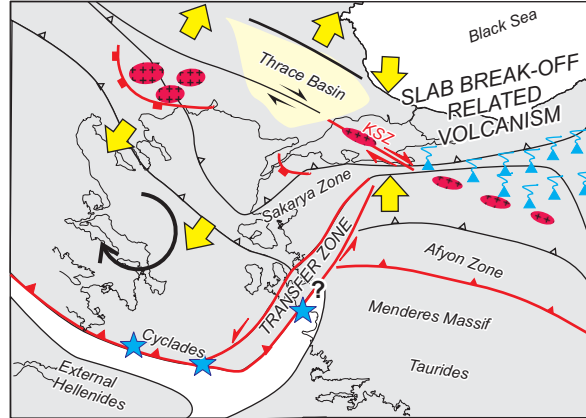 Black Sea
Thrace Basin
SLAB BREAK-OFF
RELATED
VOLCANISM
KSZ
Sakarya Zone
TRANSFER ZONE
?
Afyon Zone
Menderes Massif
Cyclades
Taurides
External
Hellenides